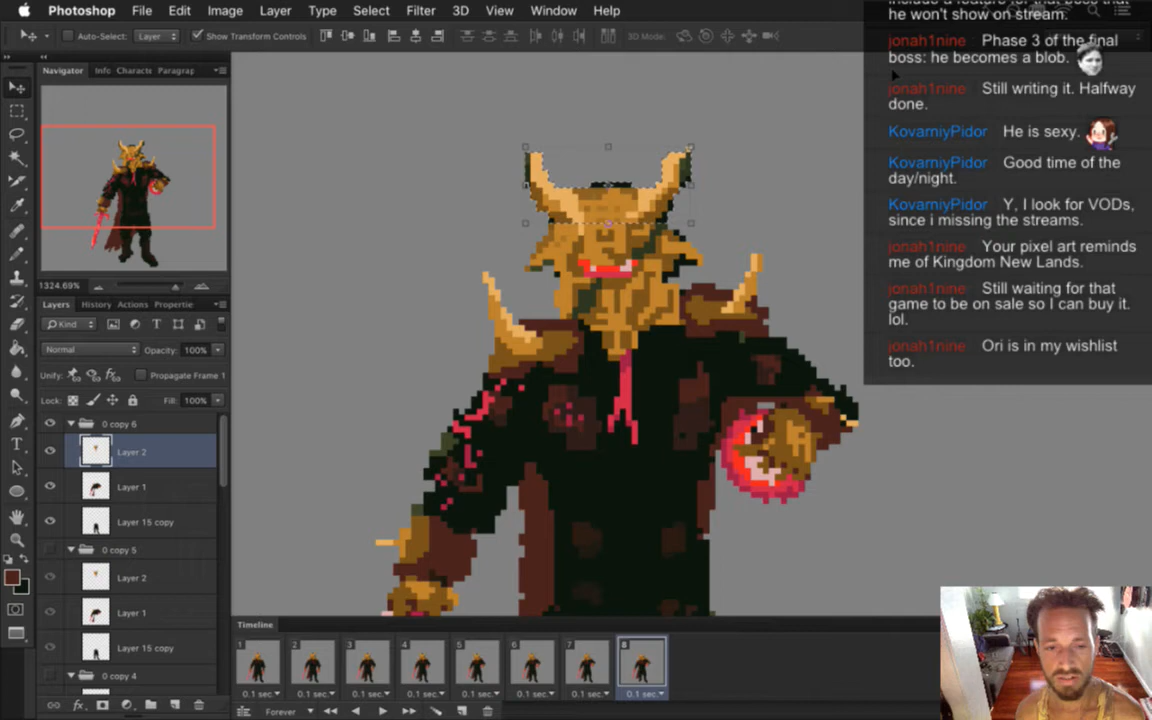 Photoshop File Edit Image Layer Type Select Filter 3D View Window Help
Auto-Select: Layer Show Transform Controls 3D Mode:
Navigator Info Characte Paragrap
1324.69%
Layers History Actions Propertie
Kind
Normal Opacity: 100%
Unify: Propagate Frame 1
Lock: Fill: 100%
0 copy 6
Layer 2
Layer 1
Layer 15 copy
0 copy 5
Layer 2
Layer 1
Layer 15 copy
0 copy 4
Timeline
1 2 3 4 5 6 7 8
0.1 sec. 0.1 sec. 0.1 sec. 0.1 sec. 0.1 sec. 0.1 sec. 0.1 sec. 0.1 sec.
Forever
include a feature for that boss that
he won't show on stream.
jonah1nine Phase 3 of the final
boss: he becomes a blob.
jonah1nine Still writing it. Halfway
done.
KovarniyPidor He is sexy.
KovarniyPidor Good time of the
day/night.
KovarniyPidor Y, I look for VODs,
since i missing the streams.
jonah1nine Your pixel art reminds
me of Kingdom New Lands.
jonah1nine Still waiting for that
game to be on sale so I can buy it.
lol.
jonah1nine Ori is in my wishlist
too.